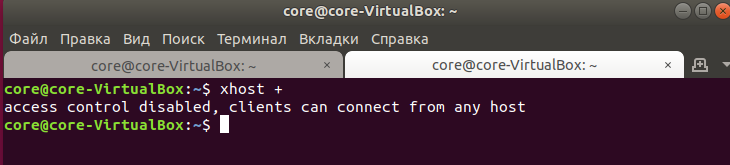 core@core-VirtualBox: ~
Файл Правка Вид Поиск Терминал Вкладки Справка
core@core-VirtualBox: ~ × core@core-VirtualBox: ~ ×
core@core-VirtualBox:~$ xhost +
access control disabled, clients can connect from any host
core@core-VirtualBox:~$